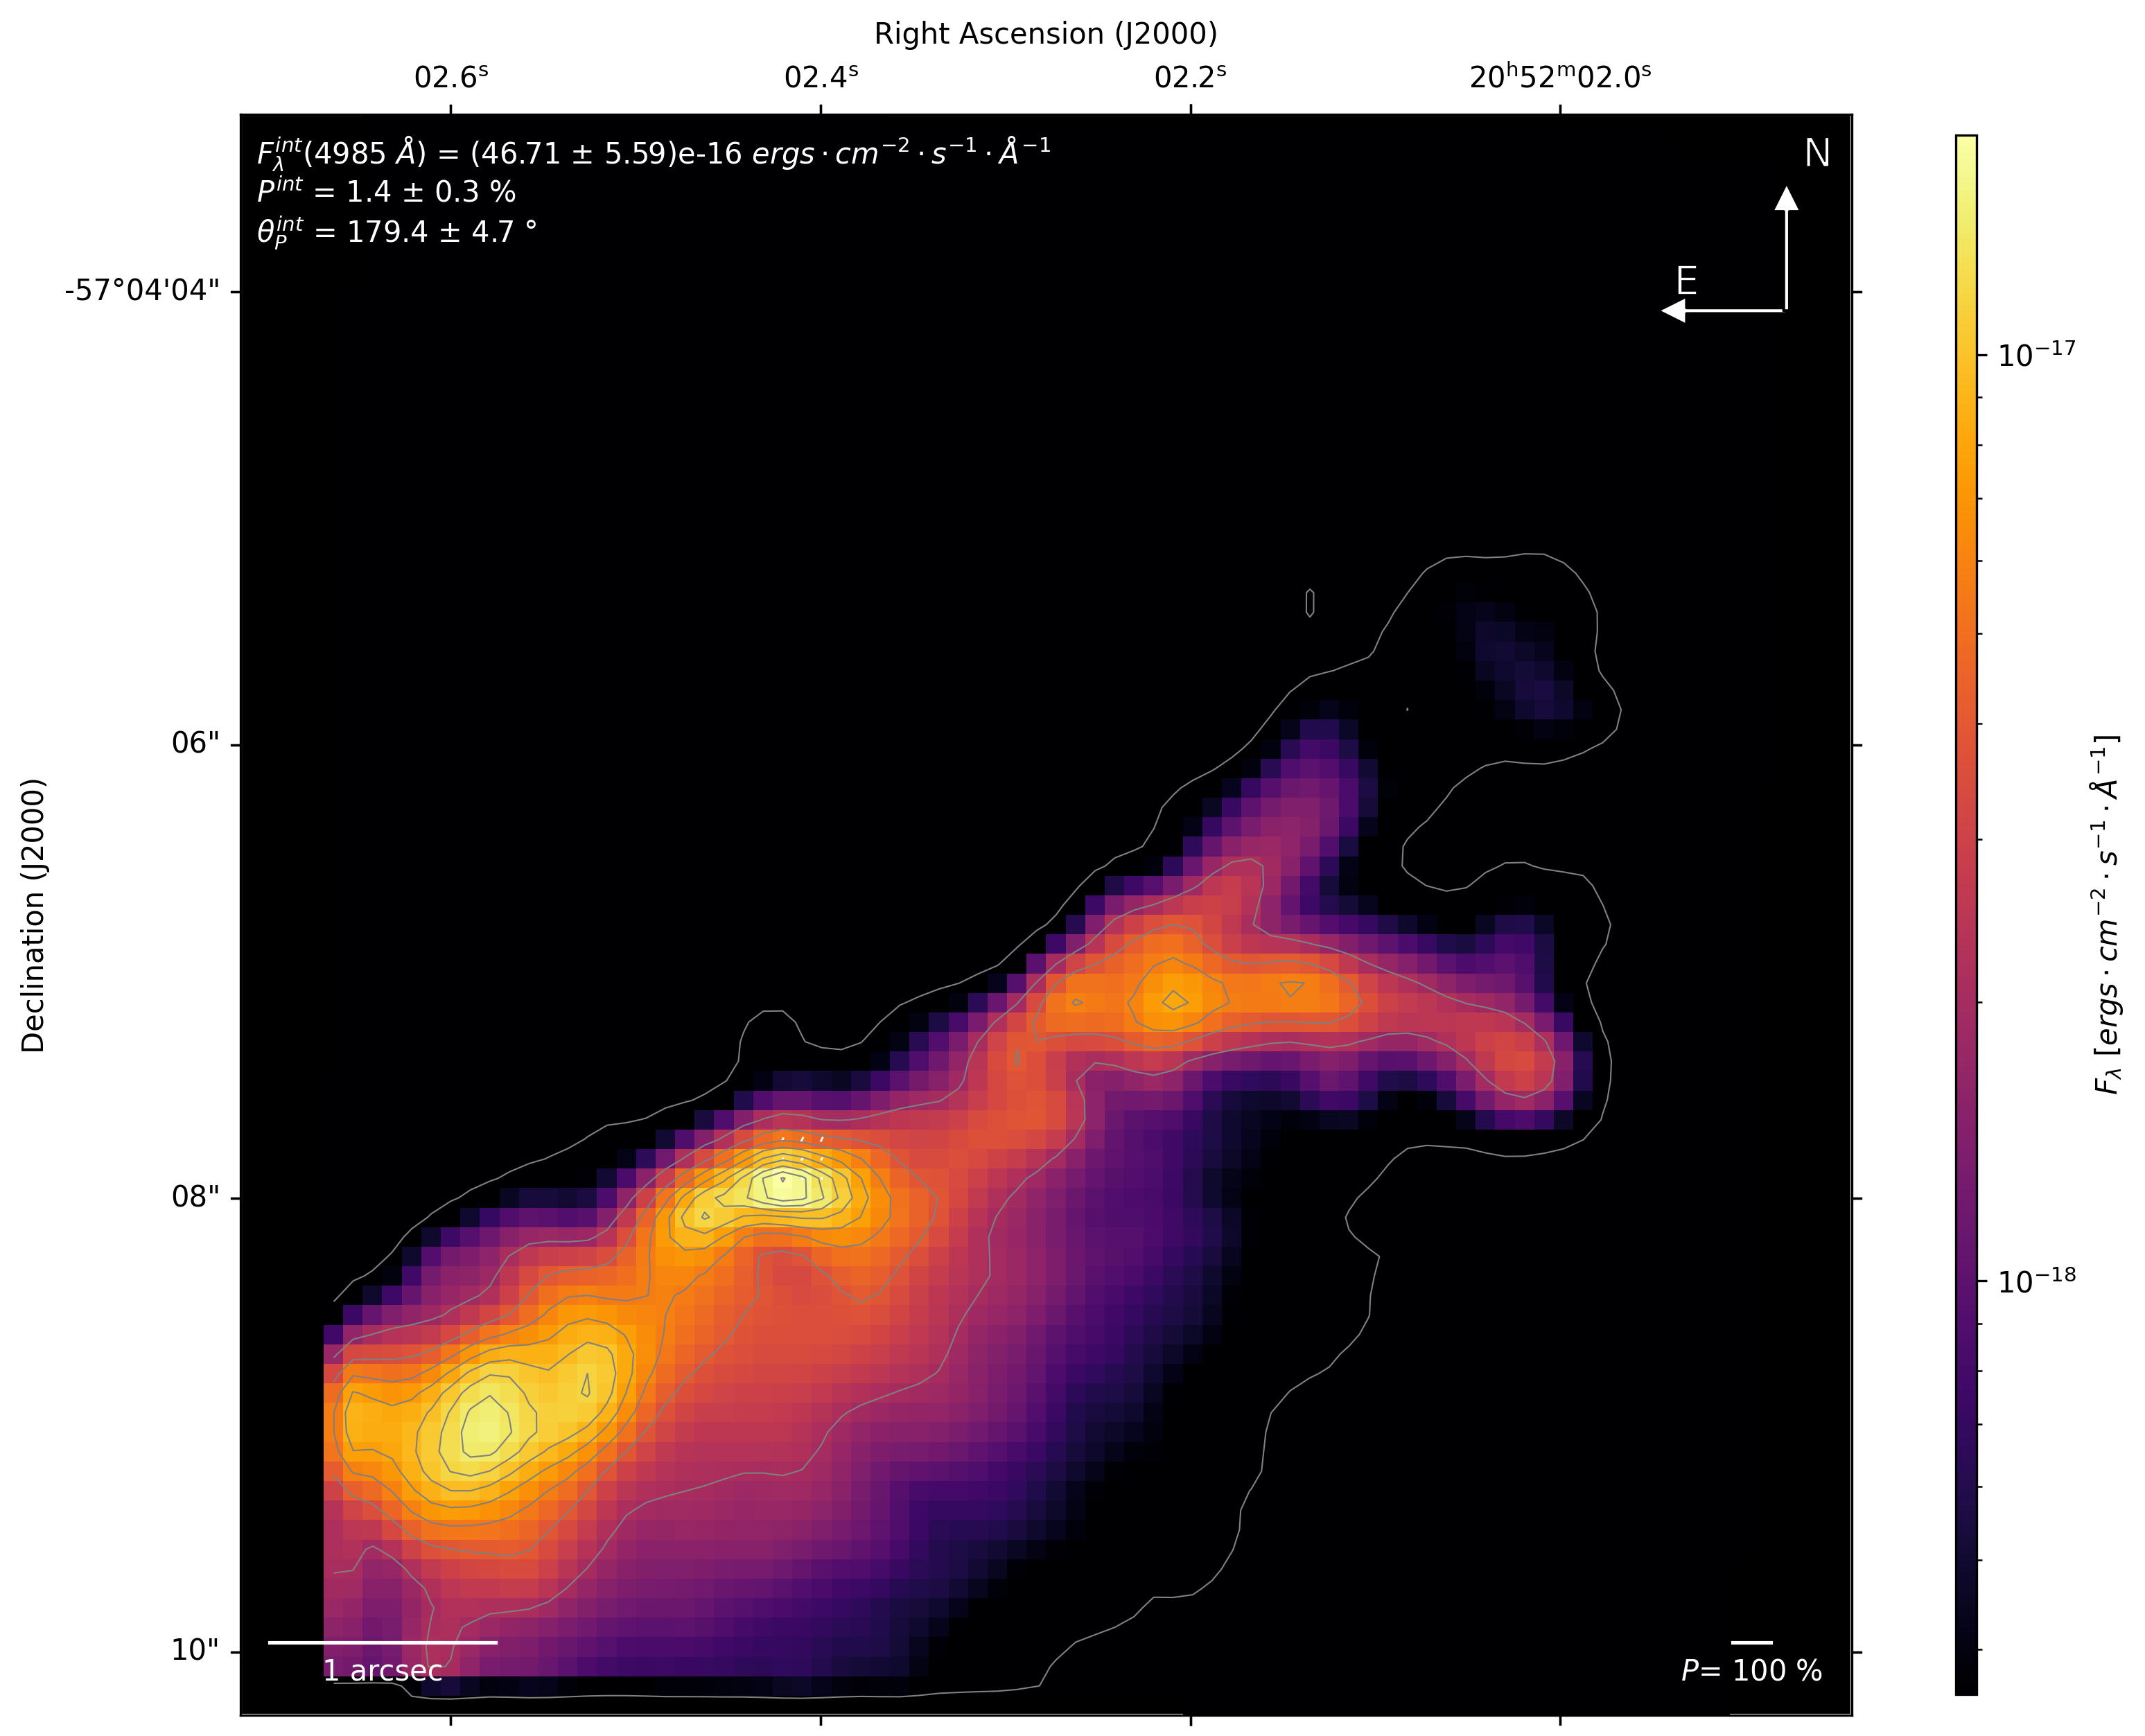 Right Ascension (J2000)
02.6ˢ 02.4ˢ 02.2ˢ 20ʰ52ᵐ02.0ˢ
F_λ^int(4985 Å) = (46.71 ± 5.59)e-16 ergs · cm⁻² · s⁻¹ · Å⁻¹
P^int = 1.4 ± 0.3 %
θ_P^int = 179.4 ± 4.7 °
N
E
-57°04'04"
06"
08"
10"
Declination (J2000)
1 arcsec
P= 100 %
10⁻¹⁷
10⁻¹⁸
F_λ [ergs · cm⁻² · s⁻¹ · Å⁻¹]